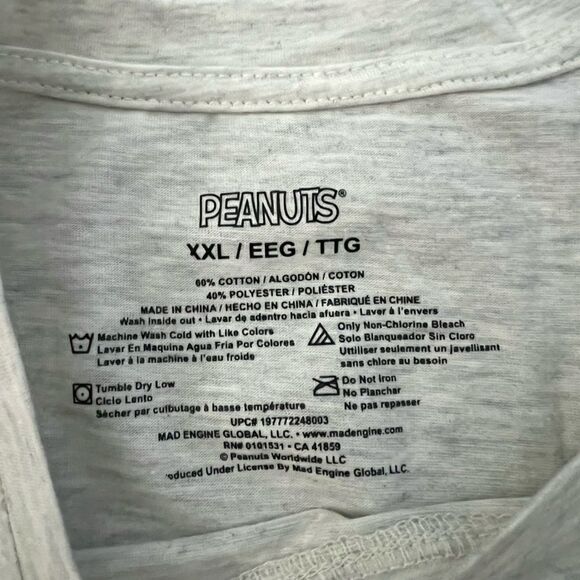 PEANUTS®
XXL / EEG / TTG
60% COTTON / ALGODÓN / COTON
40% POLYESTER / POLIÉSTER
MADE IN CHINA / HECHO EN CHINA / FABRIQUÉ EN CHINE
Wash inside out • Lavar de adentro hacia afuera • Laver à l'envers
Machine Wash Cold with Like Colors
Lavar En Maquina Agua Fria Por Colores
Laver à la machine à l'eau froide
Only Non-Chlorine Bleach
Solo Blanqueador Sin Cloro
Uttiliser seulement un javellisant
sans chlore au besoin
Tumble Dry Low
Ciclo Lento
Sécher par culbutage à basse température
Do Not Iron
No Planchar
Ne pas repasser
UPC# 197772248003
MAD ENGINE GLOBAL, LLC. • www.madengine.com
RN# 0101531 • CA 41859
© Peanuts Worldwide LLC
oduced Under License By Mad Engine Global, LLC.